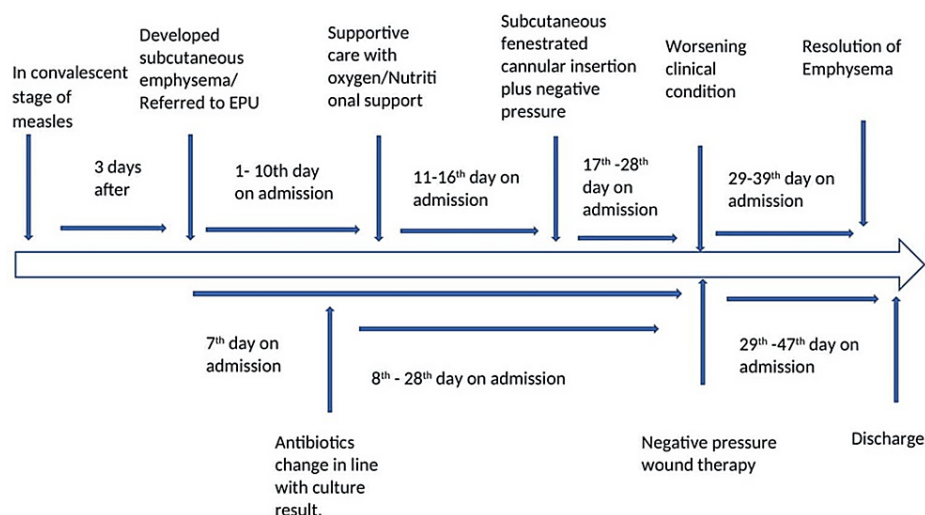 In convalescent
stage of
measles
Developed
subcutaneous
emphysema/
Referred to EPU
Supportive
care with
oxygen/Nutriti
onal support
Subcutaneous
fenestrated
cannular insertion
plus negative
pressure
Worsening
clinical
condition
Resolution of
Emphysema
3 days
after
1- 10th day
on admission
11-16th day on
admission
17th -28th
day on
admission
29-39th day on
admission
7th day on
admission
8th - 28th day on admission
29th -47th day on
admission
Antibiotics
change in line
with culture
result.
Negative pressure
wound therapy
Discharge